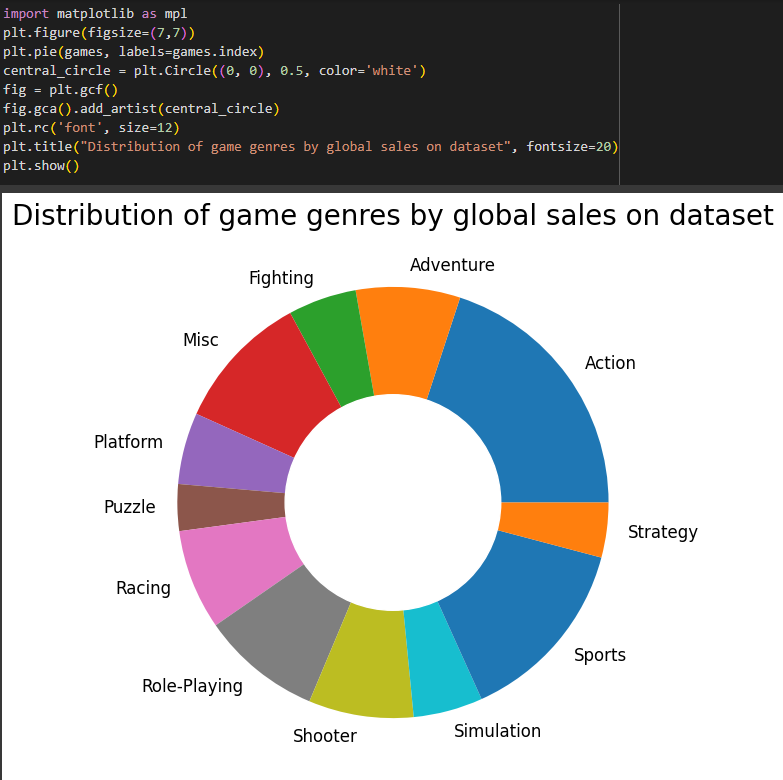 import matplotlib as mpl
plt.figure(figsize=(7,7))
plt.pie(games, labels=games.index)
central_circle = plt.Circle((0, 0), 0.5, color='white')
fig = plt.gcf()
fig.gca().add_artist(central_circle)
plt.rc('font', size=12)
plt.title("Distribution of game genres by global sales on dataset", fontsize=20)
plt.show()
Distribution of game genres by global sales on dataset
Adventure
Fighting
Misc
Action
Platform
Puzzle
Strategy
Racing
Sports
Role-Playing
Simulation
Shooter